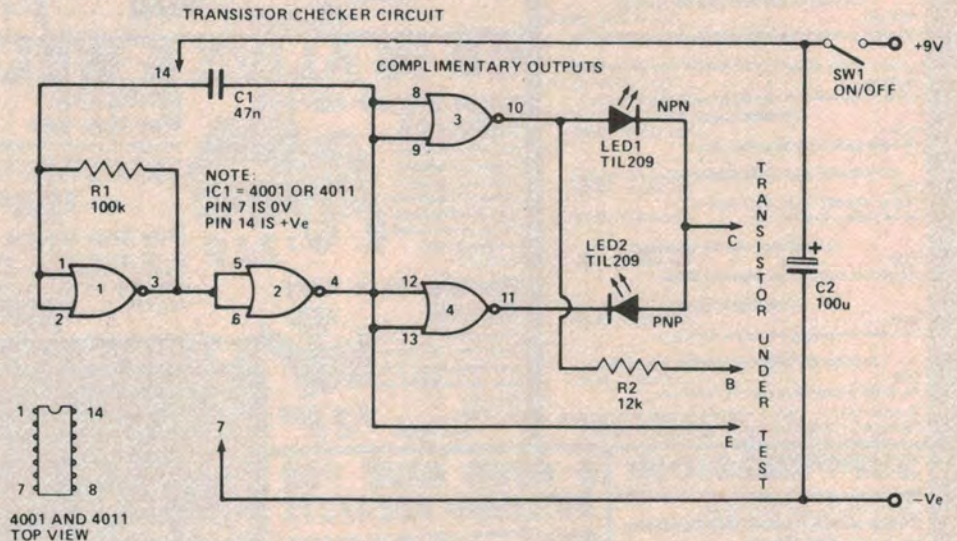 TRANSISTOR CHECKER CIRCUIT
+9V
14
SW1
ON/OFF
C1
47n
COMPLIMENTARY OUTPUTS
8
9
3
10
LED1
TIL209
NPN
R1
100k
NOTE:
IC1 = 4001 OR 4011
PIN 7 IS 0V
PIN 14 IS +Ve
1
2
1
3
5
6
2
4
12
13
4
11
LED2
TIL209
PNP
C
R2
12k
B
E
TRANSISTOR UNDER TEST
+
C2
100u
1
14
7
8
4001 AND 4011
TOP VIEW
7
-Ve